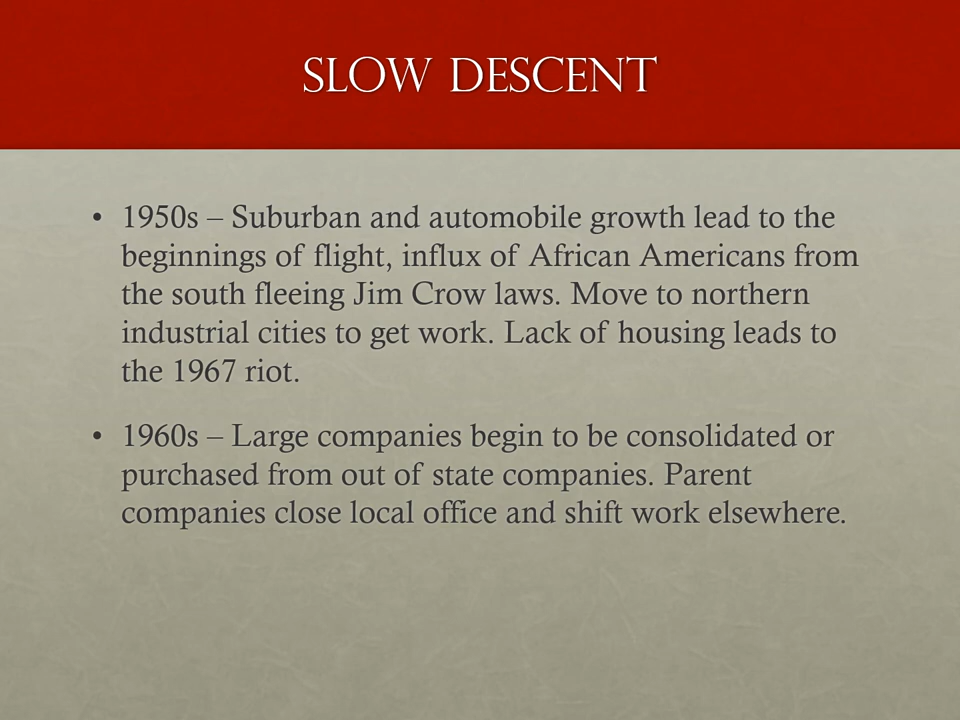 SLOW DESCENT
• 1950s – Suburban and automobile growth lead to the
beginnings of flight, influx of African Americans from
the south fleeing Jim Crow laws. Move to northern
industrial cities to get work. Lack of housing leads to
the 1967 riot.
• 1960s – Large companies begin to be consolidated or
purchased from out of state companies. Parent
companies close local office and shift work elsewhere.